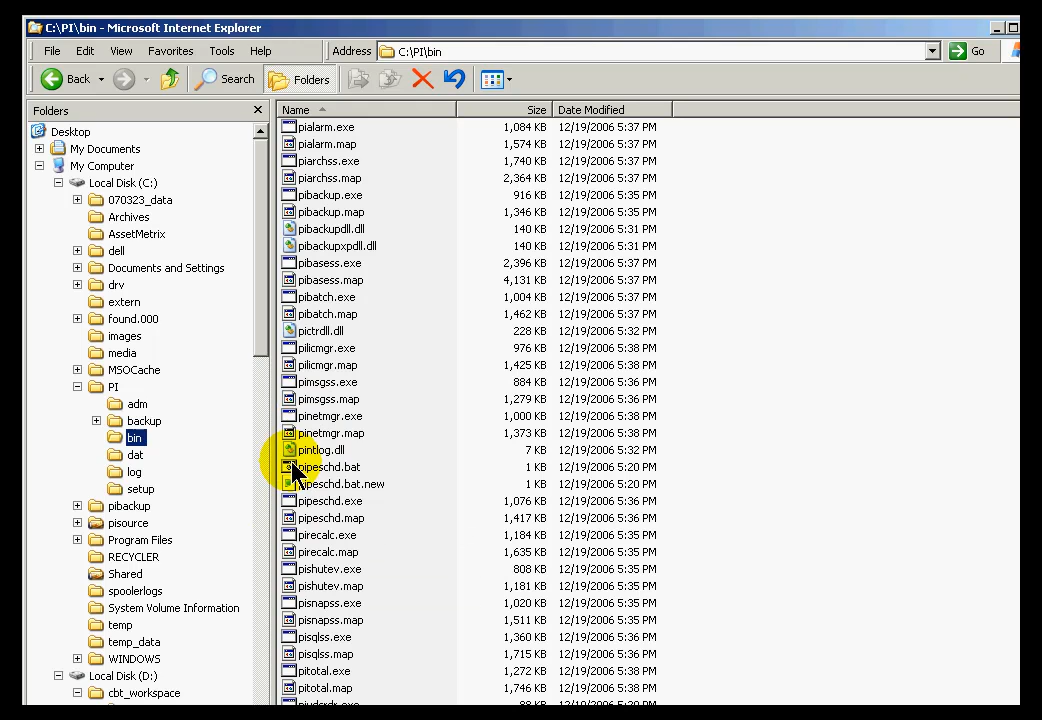 C:\PI\bin - Microsoft Internet Explorer
File Edit View Favorites Tools Help Address C:\PI\bin Go
Back Search Folders
Folders
Desktop
My Documents
My Computer
Local Disk (C:)
070323_data
Archives
AssetMetrix
dell
Documents and Settings
drv
extern
found.000
images
media
MSOCache
PI
adm
backup
bin
dat
log
setup
pibackup
pisource
Program Files
RECYCLER
Shared
spoolerlogs
System Volume Information
temp
temp_data
WINDOWS
Local Disk (D:)
cbt_workspace
Name Size Date Modified
pialarm.exe 1,084 KB 12/19/2006 5:37 PM
pialarm.map 1,574 KB 12/19/2006 5:37 PM
piarchss.exe 1,740 KB 12/19/2006 5:37 PM
piarchss.map 2,364 KB 12/19/2006 5:37 PM
pibackup.exe 916 KB 12/19/2006 5:35 PM
pibackup.map 1,346 KB 12/19/2006 5:35 PM
pibackupdll.dll 140 KB 12/19/2006 5:31 PM
pibackupxpdll.dll 140 KB 12/19/2006 5:31 PM
pibasess.exe 2,396 KB 12/19/2006 5:37 PM
pibasess.map 4,131 KB 12/19/2006 5:37 PM
pibatch.exe 1,004 KB 12/19/2006 5:37 PM
pibatch.map 1,462 KB 12/19/2006 5:37 PM
pictrdll.dll 228 KB 12/19/2006 5:32 PM
pilicmgr.exe 976 KB 12/19/2006 5:38 PM
pilicmgr.map 1,425 KB 12/19/2006 5:38 PM
pimsgss.exe 884 KB 12/19/2006 5:36 PM
pimsgss.map 1,279 KB 12/19/2006 5:36 PM
pinetmgr.exe 1,000 KB 12/19/2006 5:38 PM
pinetmgr.map 1,373 KB 12/19/2006 5:38 PM
pintlog.dll 7 KB 12/19/2006 5:32 PM
pipeschd.bat 1 KB 12/19/2006 5:20 PM
pipeschd.bat.new 1 KB 12/19/2006 5:20 PM
pipeschd.exe 1,076 KB 12/19/2006 5:36 PM
pipeschd.map 1,417 KB 12/19/2006 5:36 PM
pirecalc.exe 1,184 KB 12/19/2006 5:35 PM
pirecalc.map 1,635 KB 12/19/2006 5:35 PM
pishutev.exe 808 KB 12/19/2006 5:35 PM
pishutev.map 1,181 KB 12/19/2006 5:35 PM
pisnapss.exe 1,020 KB 12/19/2006 5:35 PM
pisnapss.map 1,511 KB 12/19/2006 5:35 PM
pisqlss.exe 1,360 KB 12/19/2006 5:36 PM
pisqlss.map 1,715 KB 12/19/2006 5:36 PM
pitotal.exe 1,272 KB 12/19/2006 5:38 PM
pitotal.map 1,746 KB 12/19/2006 5:38 PM